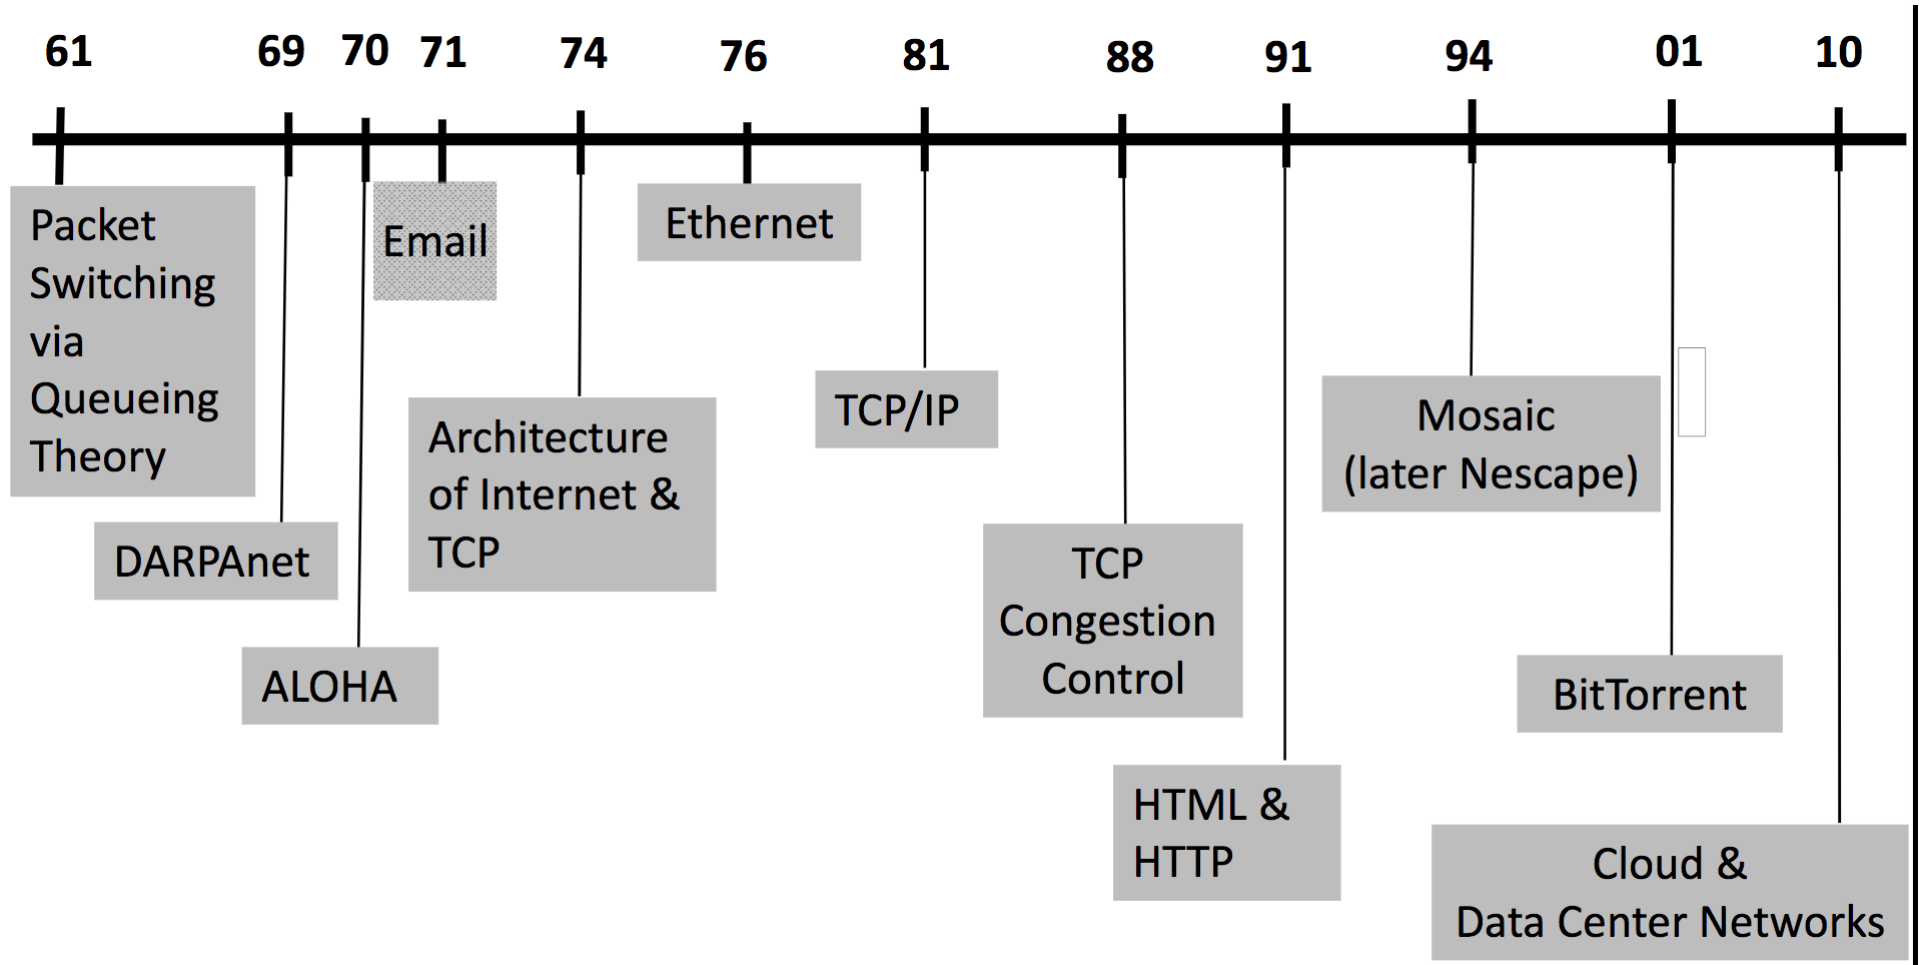 61 69 70 71 74 76 81 88 91 94 01 10
Packet
Switching
via
Queueing
Theory
DARPAnet
ALOHA
Email
Architecture
of Internet &
TCP
Ethernet
TCP/IP
TCP
Congestion
Control
HTML &
HTTP
Mosaic
(later Nescape)
BitTorrent
Cloud &
Data Center Networks